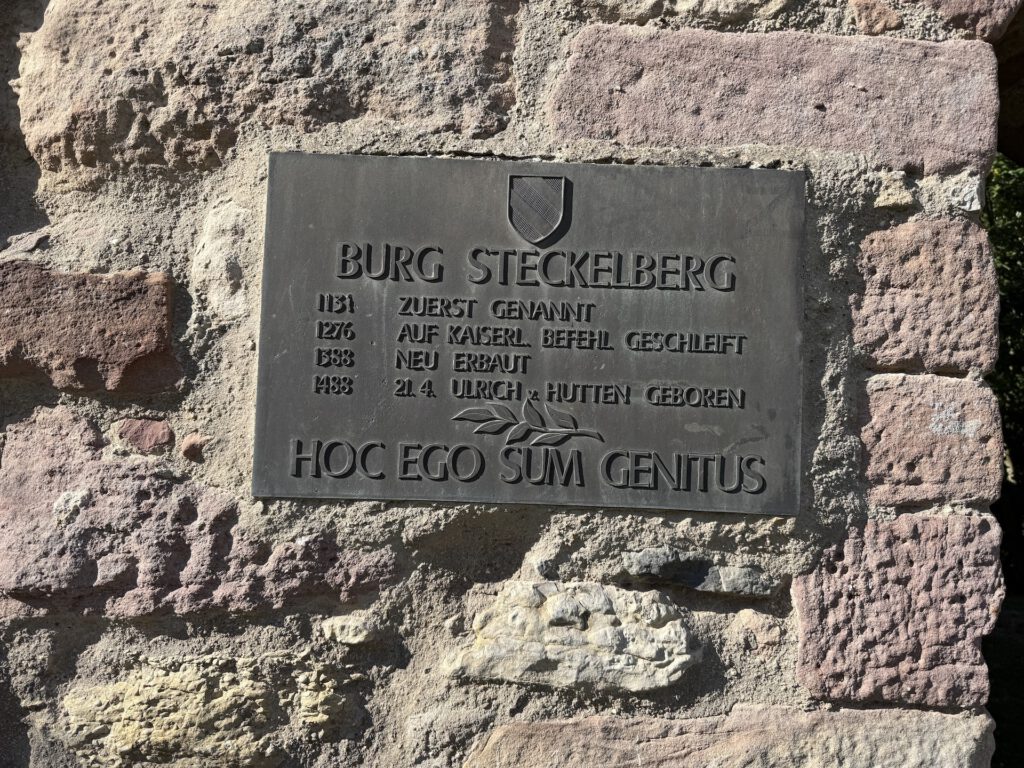 BURG STECKELBERG
1131 ZUERST GENANNT
1276 AUF KAISERL. BEFEHL GESCHLEIFT
1388 NEU ERBAUT
1488 21. 4. ULRICH v. HUTTEN GEBOREN
HOC EGO SUM GENITUS